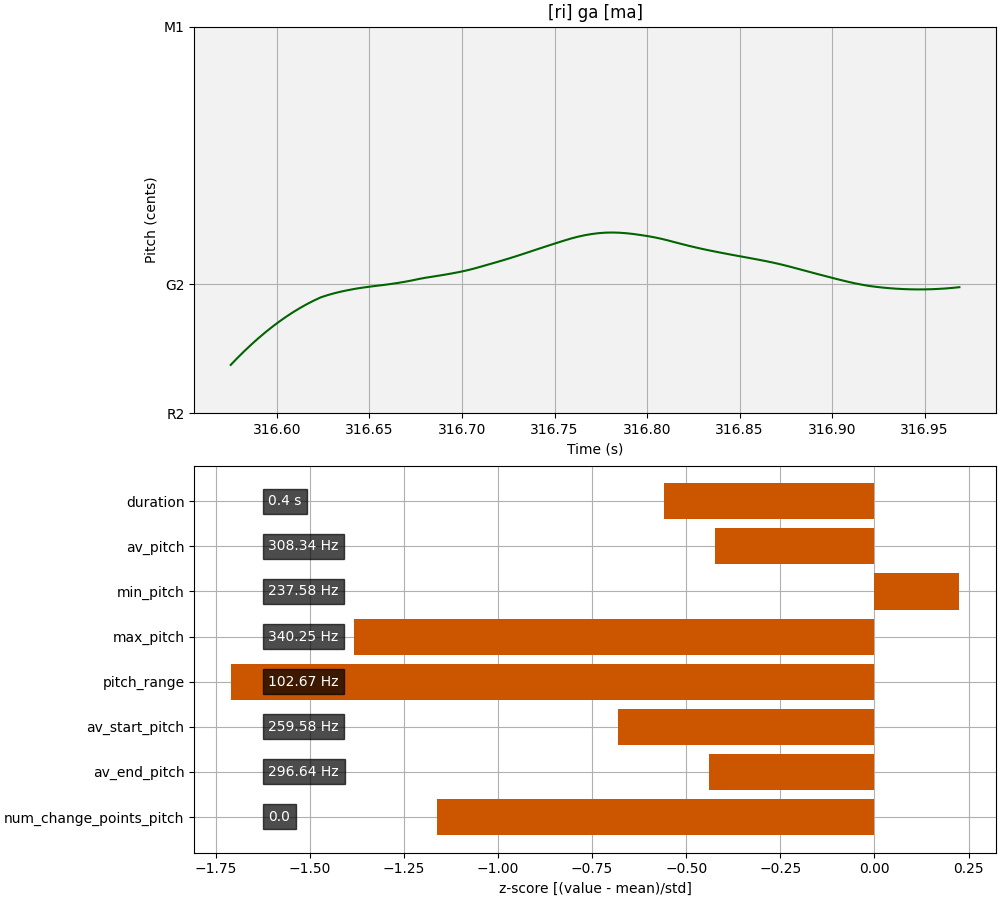 [ri] ga [ma]
M1
G2
R2
Pitch (cents)
316.60 316.65 316.70 316.75 316.80 316.85 316.90 316.95
Time (s)
duration 0.4 s
av_pitch 308.34 Hz
min_pitch 237.58 Hz
max_pitch 340.25 Hz
pitch_range 102.67 Hz
av_start_pitch 259.58 Hz
av_end_pitch 296.64 Hz
num_change_points_pitch 0.0
−1.75 −1.50 −1.25 −1.00 −0.75 −0.50 −0.25 0.00 0.25
z-score [(value - mean)/std]